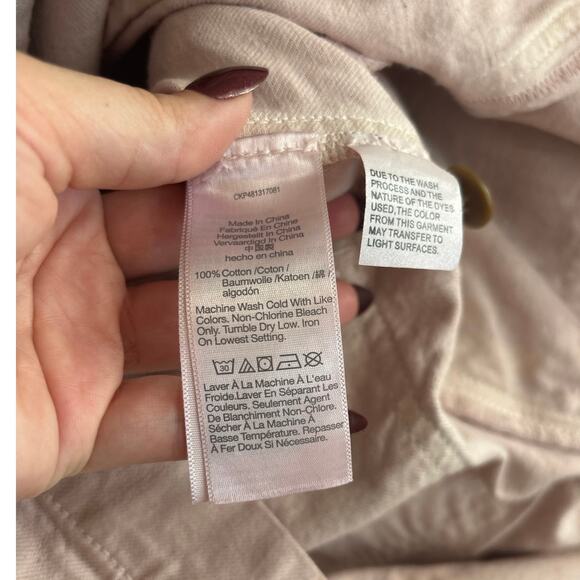 CKP481317081
Made In China
Fabriqué En Chine
Hergestellt In China
Vervaardigd In China
中国製
hecho en china
100% Cotton /Coton /
Baumwolle /Katoen /綿 /
algodón
Machine Wash Cold With Like
Colors. Non-Chlorine Bleach
Only. Tumble Dry Low. Iron
On Lowest Setting.
30
Laver À La Machine À L'eau
Froide.Laver En Séparant Les
Couleurs. Seulement Agent
De Blanchiment Non-Chlore.
Sécher À La Machine À
Basse Température. Repasser
À Fer Doux Si Nécessaire.
DUE TO THE WASH
PROCESS AND THE
NATURE OF THE DYES
USED, THE COLOR
FROM THIS GARMENT
MAY TRANSFER TO
LIGHT SURFACES.